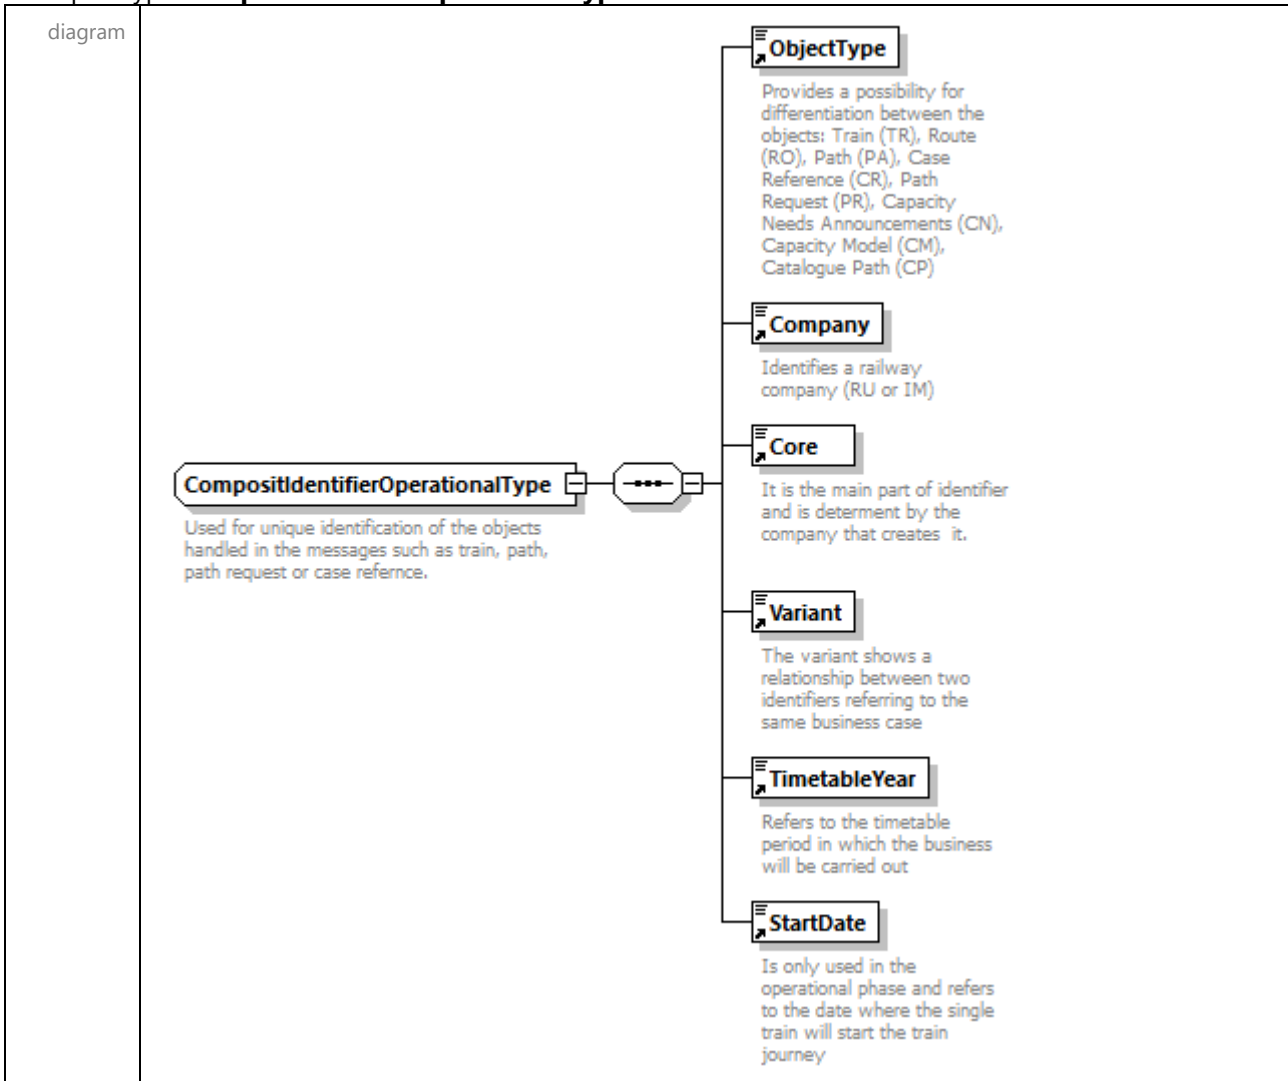 diagram
ObjectType
Provides a possibility for
differentiation between the
objects: Train (TR), Route
(RO), Path (PA), Case
Reference (CR), Path
Request (PR), Capacity
Needs Announcements (CN),
Capacity Model (CM),
Catalogue Path (CP)
Company
Identifies a railway
company (RU or IM)
Core
It is the main part of identifier
and is determent by the
company that creates  it.
CompositIdentifierOperationalType
Used for unique identification of the objects
handled in the messages such as train, path,
path request or case refernce.
Variant
The variant shows a
relationship between two
identifiers referring to the
same business case
TimetableYear
Refers to the timetable
period in which the business
will be carried out
StartDate
Is only used in the
operational phase and refers
to the date where the single
train will start the train
journey